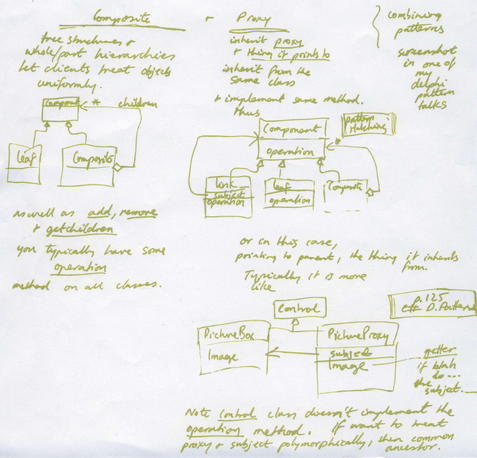 Composite
tree structures &
whole/part hierarchies
let clients treat objects
uniformly.
Component
* children
Leaf
Composite
as well as add, remove
& getchildren
you typically have some
operation
method on all classes.
& Proxy
inherit proxy
& thing it points to
inherit from the
same class
& implement same method.
thus
Component
operation
pattern
Hatching
*
Link
subject
operation
Leaf
operation
Composite
or in this case,
pointing to parent, the thing it inherits
from.
Typically it is more
like
Control
PictureBox
Image
PictureProxy
subject
Image
p. 125
C# D. Patterns
getter
if blah
do ...
the
subject. ...
Note Control class doesn't implement the
operation method. If want to treat
proxy & subject polymorphically, then common
ancestor.
combining
patterns
screenshot
in one of
my
delphi
pattern
talks